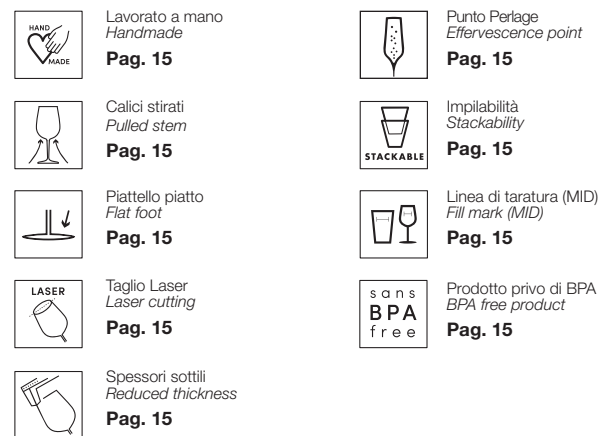 HAND
MADE
Lavorato a mano
Handmade
Pag. 15
Calici stirati
Pulled stem
Pag. 15
Piattello piatto
Flat foot
Pag. 15
LASER
Taglio Laser
Laser cutting
Pag. 15
Spessori sottili
Reduced thickness
Pag. 15
Punto Perlage
Effervescence point
Pag. 15
STACKABLE
Impilabilità
Stackability
Pag. 15
Linea di taratura (MID)
Fill mark (MID)
Pag. 15
sans
BPA
free
Prodotto privo di BPA
BPA free product
Pag. 15